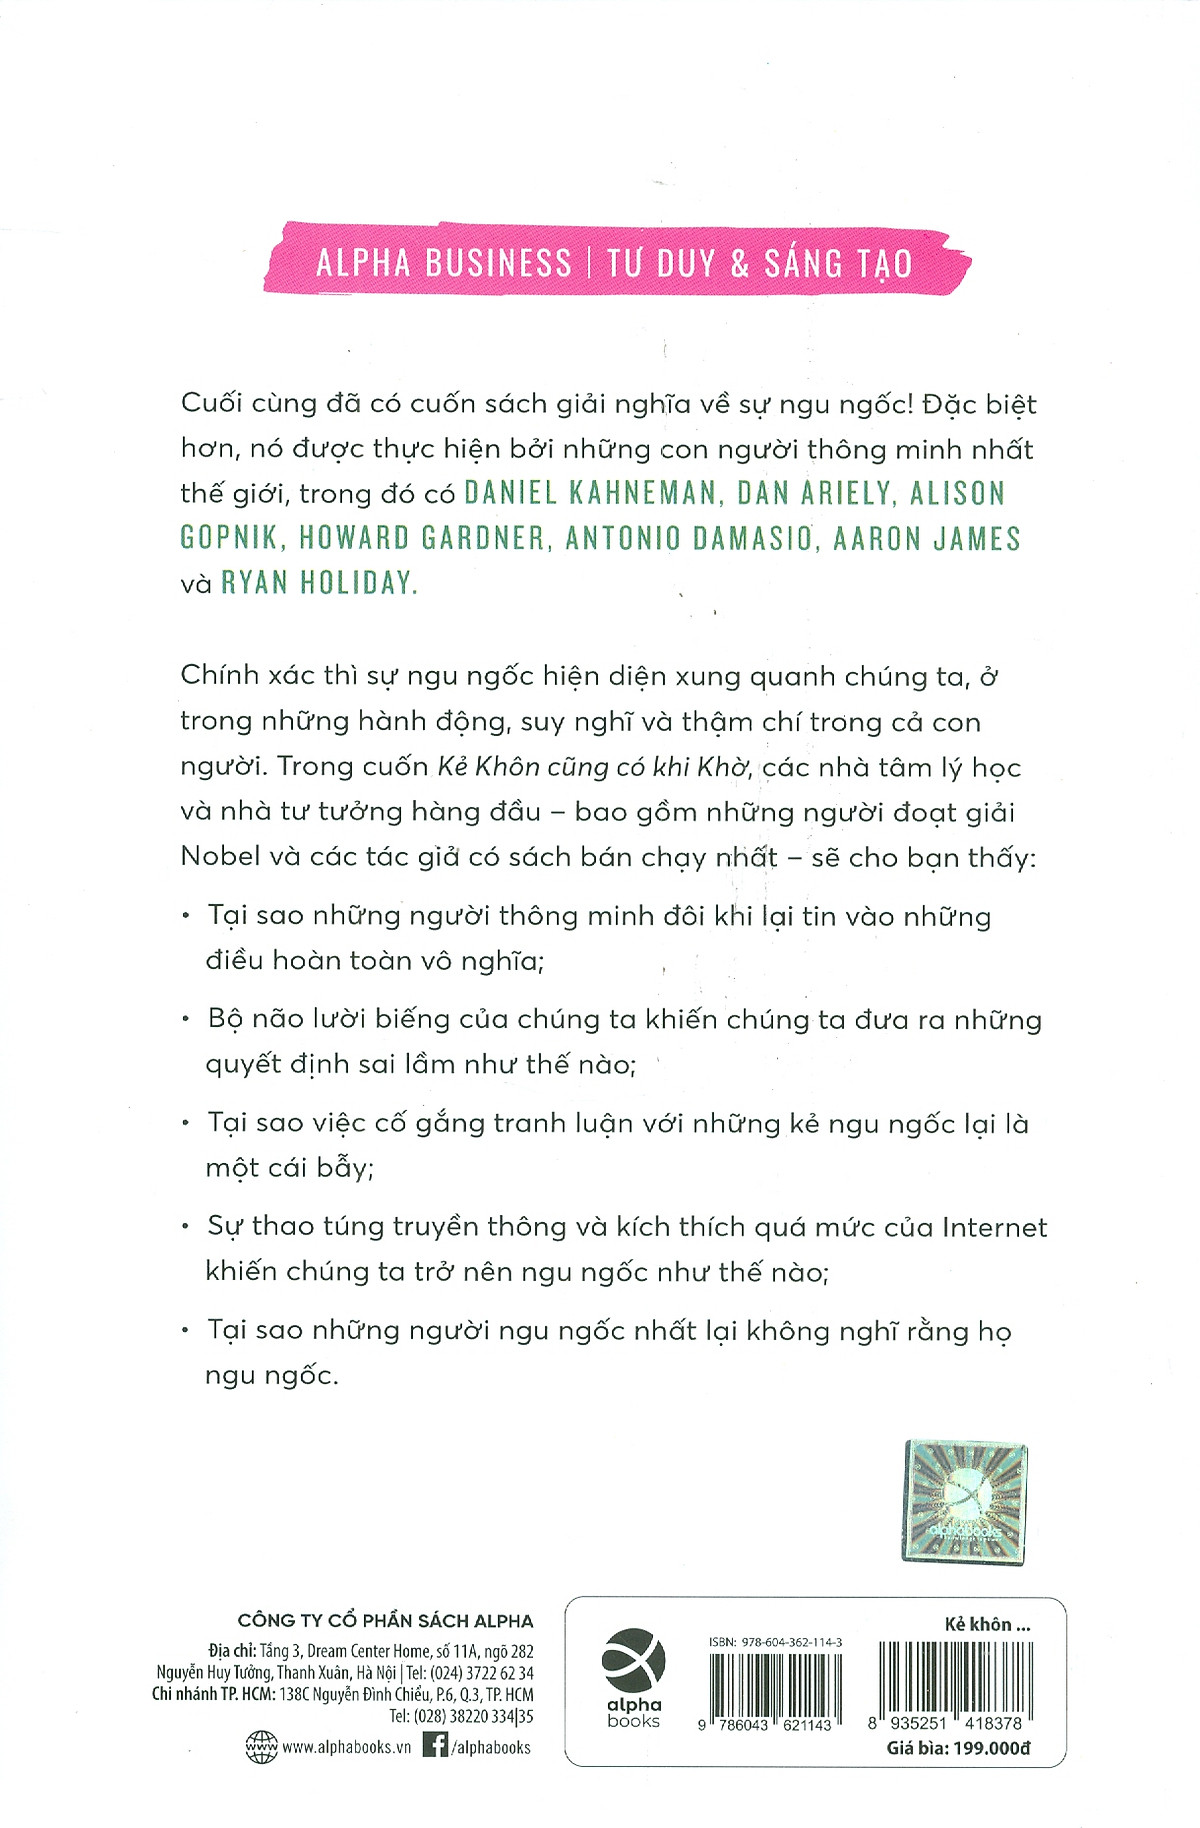 ALPHA BUSINESS | TƯ DUY & SÁNG TẠO
Cuối cùng đã có cuốn sách giải nghĩa về sự ngu ngốc! Đặc biệt
hơn, nó được thực hiện bởi những con người thông minh nhất
thế giới, trong đó có DANIEL KAHNEMAN, DAN ARIELY, ALISON
GOPNIK, HOWARD GARDNER, ANTONIO DAMASIO, AARON JAMES
và RYAN HOLIDAY.
Chính xác thì sự ngu ngốc hiện diện xung quanh chúng ta, ở
trong những hành động, suy nghĩ và thậm chí trong cả con
người. Trong cuốn Kẻ Khôn cũng có khi Khờ, các nhà tâm lý học
và nhà tư tưởng hàng đầu – bao gồm những người đoạt giải
Nobel và các tác giả có sách bán chạy nhất – sẽ cho bạn thấy:
• Tại sao những người thông minh đôi khi lại tin vào những
điều hoàn toàn vô nghĩa;
• Bộ não lười biếng của chúng ta khiến chúng ta đưa ra những
quyết định sai lầm như thế nào;
• Tại sao việc cố gắng tranh luận với những kẻ ngu ngốc lại là
một cái bẫy;
• Sự thao túng truyền thông và kích thích quá mức của Internet
khiến chúng ta trở nên ngu ngốc như thế nào;
• Tại sao những người ngu ngốc nhất lại không nghĩ rằng họ
ngu ngốc.
alphabooks
CÔNG TY CỔ PHẦN SÁCH ALPHA
Địa chỉ: Tầng 3, Dream Center Home, số 11A, ngõ 282
Nguyễn Huy Tưởng, Thanh Xuân, Hà Nội | Tel: (024) 3722 62 34
Chi nhánh TP. HCM: 138C Nguyễn Đình Chiểu, P.6, Q.3, TP. HCM
Tel: (028) 38220 334|35
www www.alphabooks.vn f/alphabooks
alpha
books
ISBN: 978-604-362-114-3
9 786043 621143
Kẻ khôn ...
8 935251 418378
Giá bìa: 199.000đ